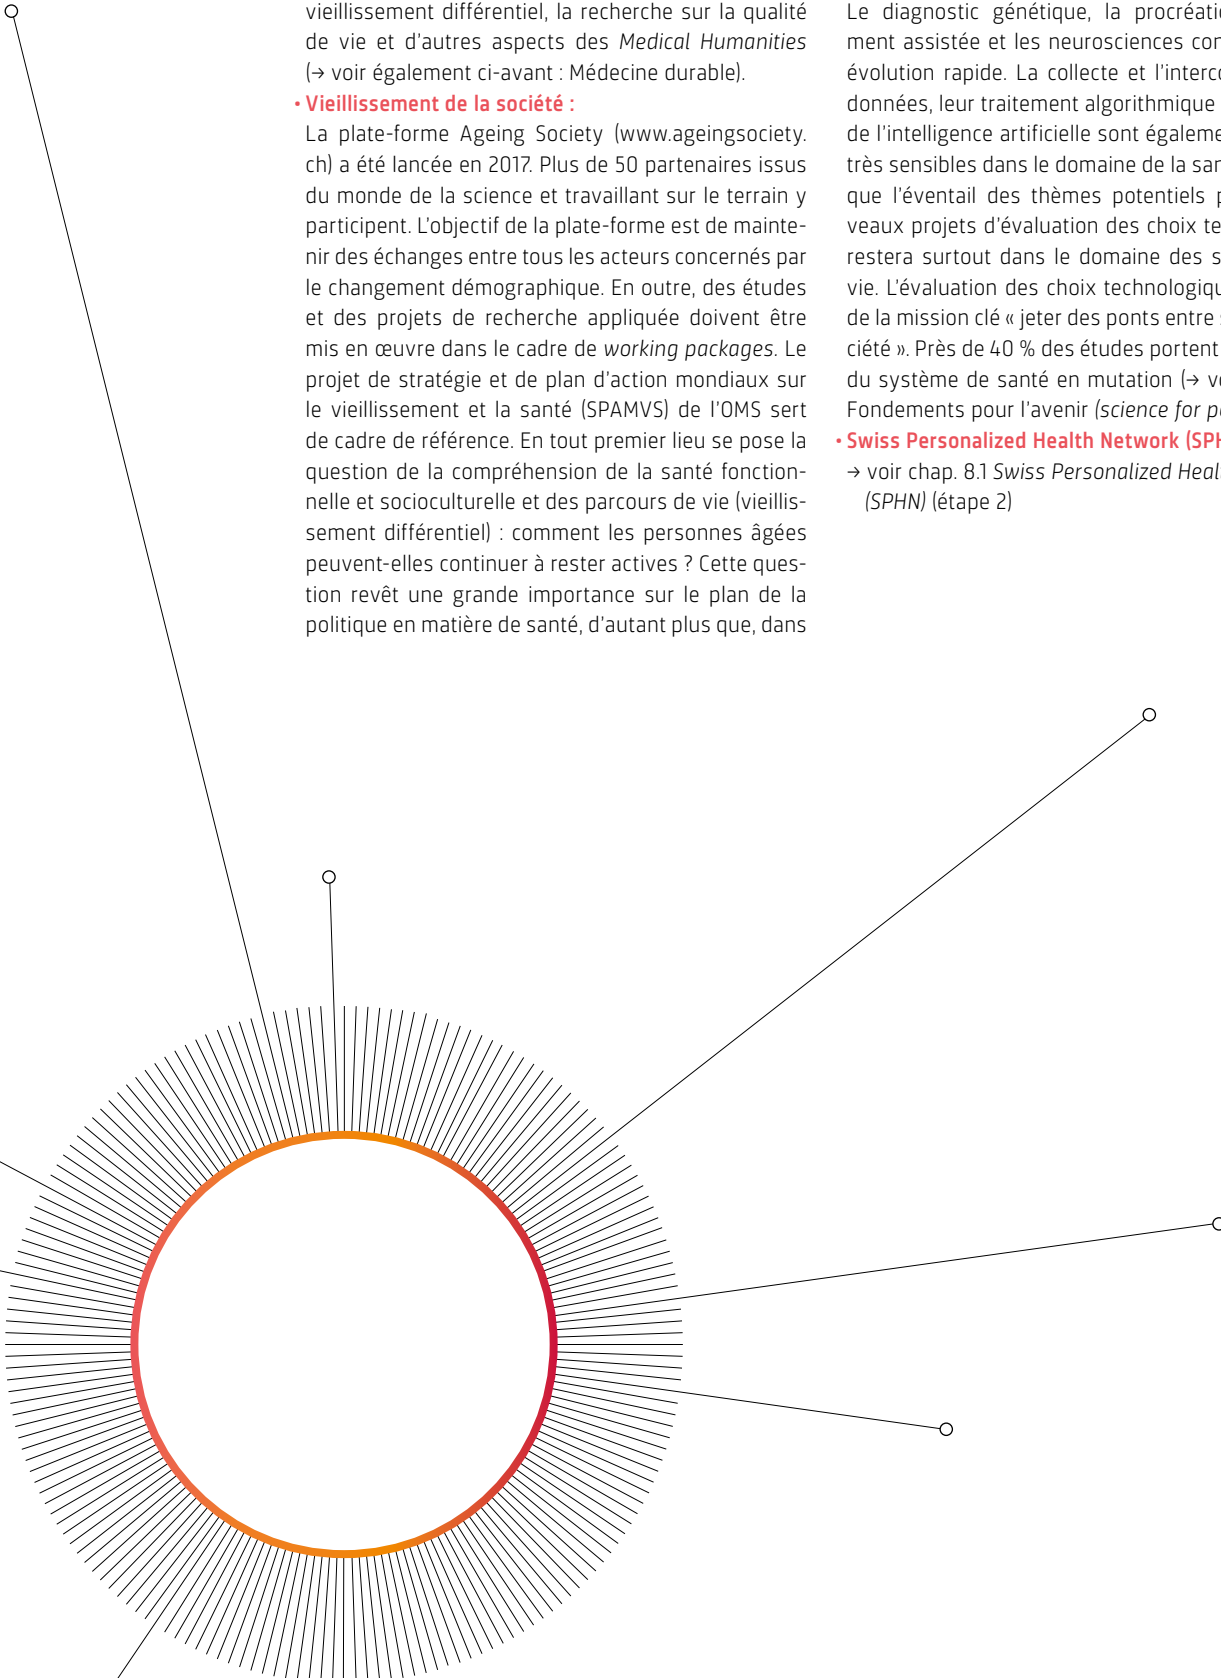 vieillissement différentiel, la recherche sur la qualité
de vie et d'autres aspects des Medical Humanities
(→ voir également ci-avant : Médecine durable).
• Vieillissement de la société :
La plate-forme Ageing Society (www.ageingsociety.
ch) a été lancée en 2017. Plus de 50 partenaires issus
du monde de la science et travaillant sur le terrain y
participent. L'objectif de la plate-forme est de mainte-
nir des échanges entre tous les acteurs concernés par
le changement démographique. En outre, des études
et des projets de recherche appliquée doivent être
mis en œuvre dans le cadre de working packages. Le
projet de stratégie et de plan d'action mondiaux sur
le vieillissement et la santé (SPAMVS) de l'OMS sert
de cadre de référence. En tout premier lieu se pose la
question de la compréhension de la santé fonction-
nelle et socioculturelle et des parcours de vie (vieillis-
sement différentiel) : comment les personnes âgées
peuvent-elles continuer à rester actives ? Cette ques-
tion revêt une grande importance sur le plan de la
politique en matière de santé, d'autant plus que, dans
Le diagnostic génétique, la procréatio
ment assistée et les neurosciences con
évolution rapide. La collecte et l'interco
données, leur traitement algorithmique
de l'intelligence artificielle sont égaleme
très sensibles dans le domaine de la san
que l'éventail des thèmes potentiels p
veaux projets d'évaluation des choix te
restera surtout dans le domaine des s
vie. L'évaluation des choix technologiqu
de la mission clé « jeter des ponts entre s
ciété ». Près de 40 % des études portent
du système de santé en mutation (→ vo
Fondements pour l'avenir (science for po
• Swiss Personalized Health Network (SPH
→ voir chap. 8.1 Swiss Personalized Heal
(SPHN) (étape 2)